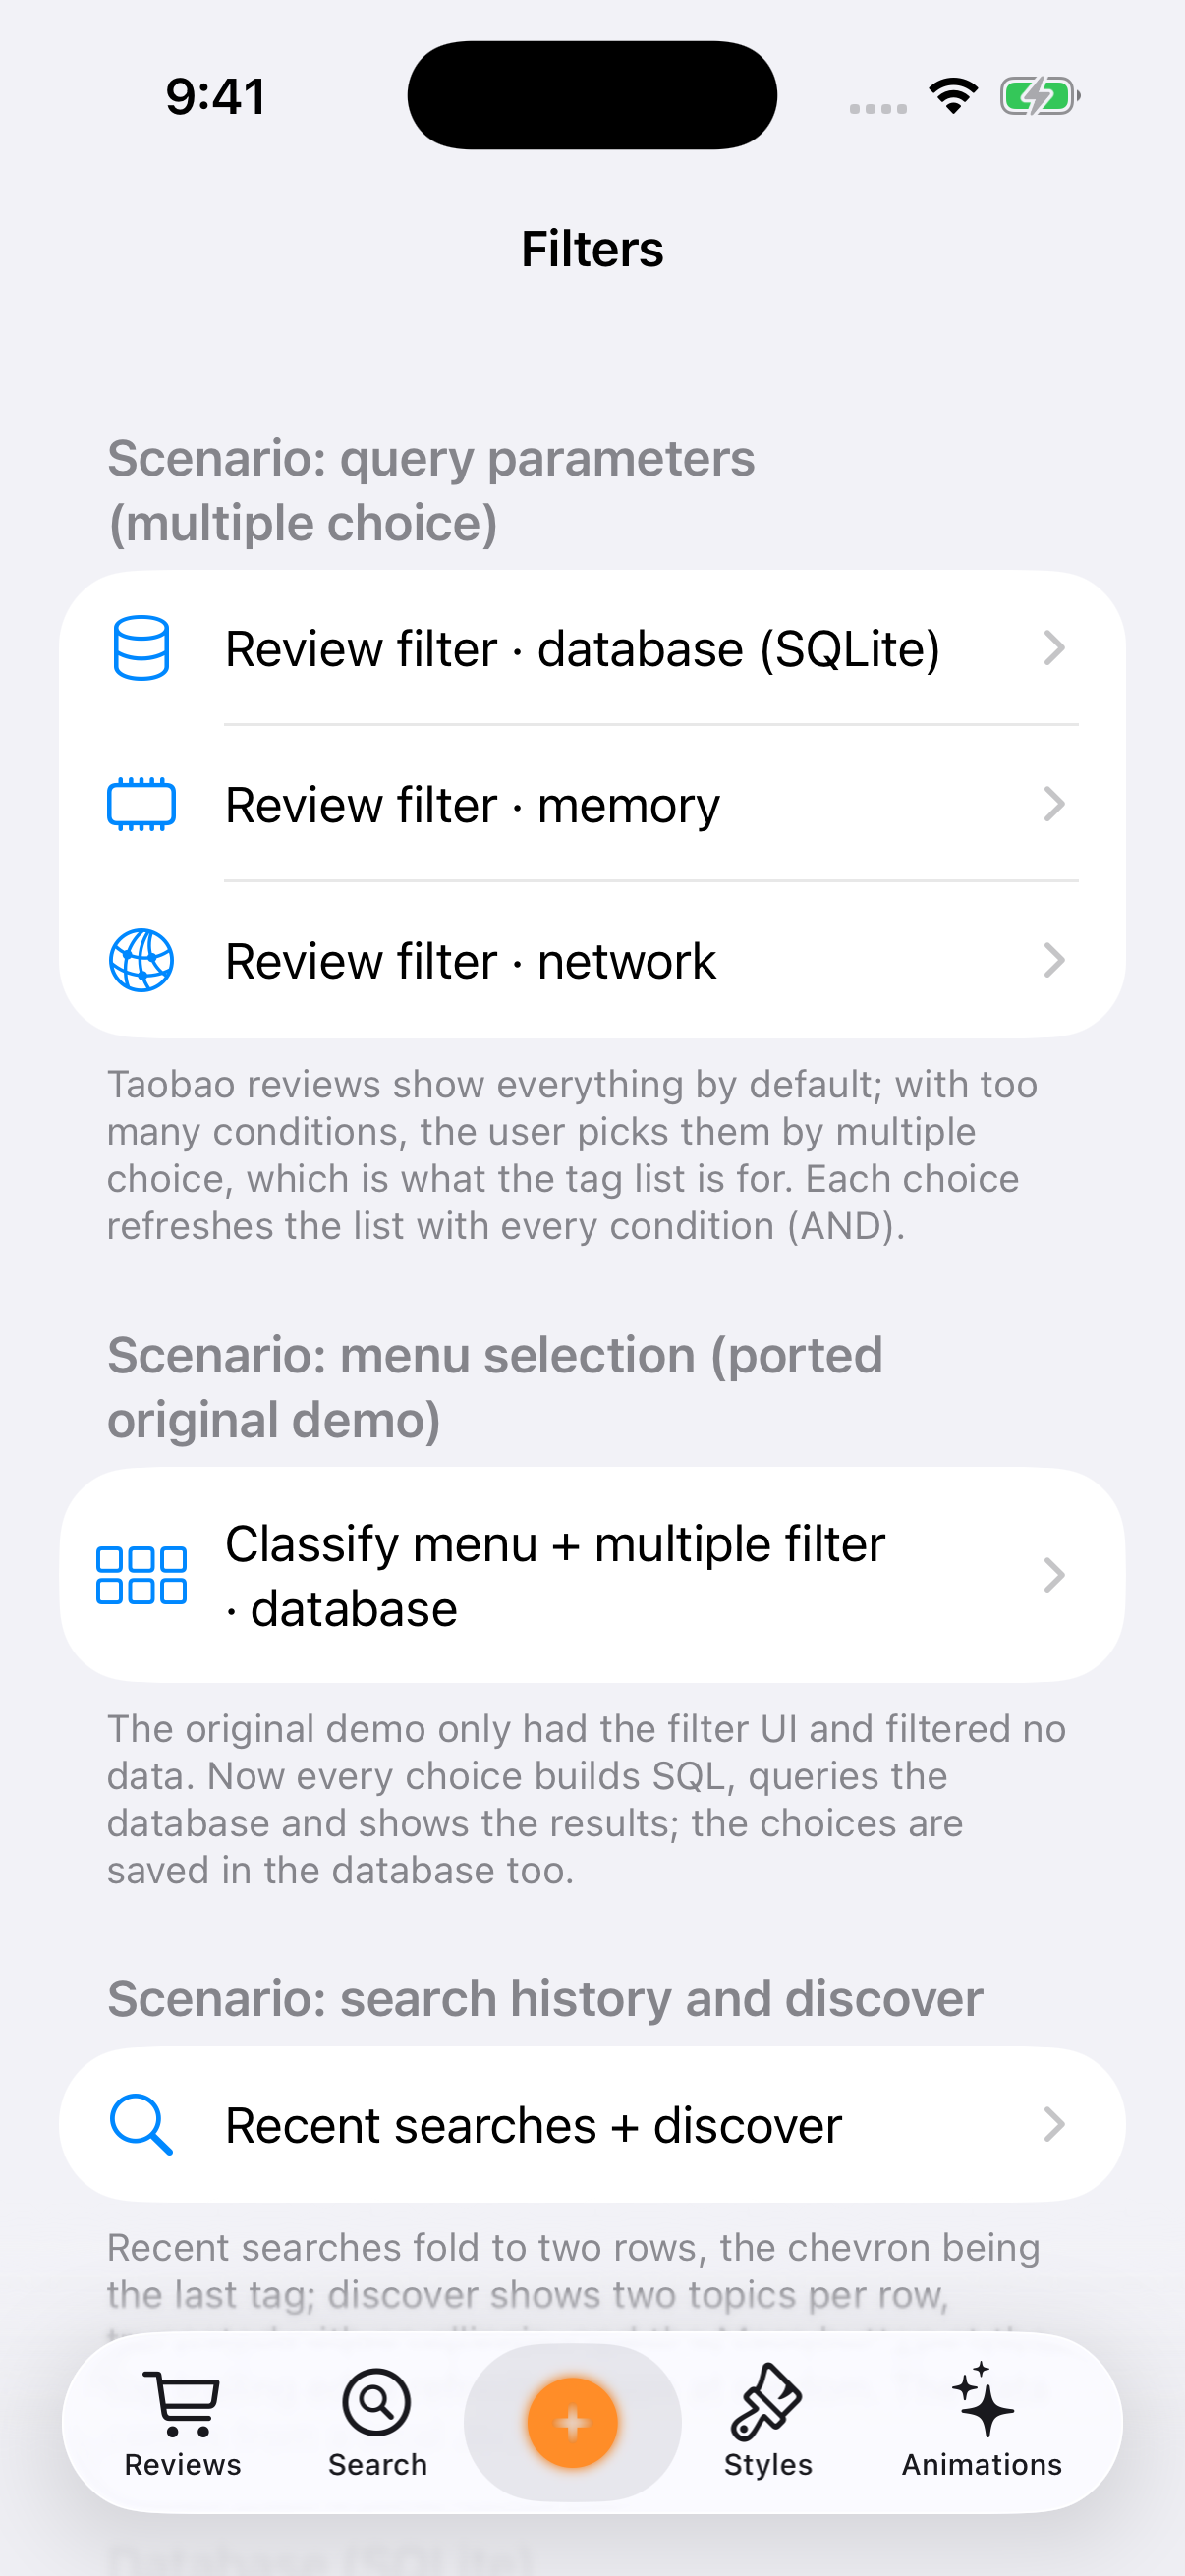 9:41
Filters
Scenario: query parameters
(multiple choice)
Review filter · database (SQLite)
Review filter · memory
Review filter · network
Taobao reviews show everything by default; with too
many conditions, the user picks them by multiple
choice, which is what the tag list is for. Each choice
refreshes the list with every condition (AND).
Scenario: menu selection (ported
original demo)
Classify menu + multiple filter
· database
The original demo only had the filter UI and filtered no
data. Now every choice builds SQL, queries the
database and shows the results; the choices are
saved in the database too.
Scenario: search history and discover
Recent searches + discover
Recent searches fold to two rows, the chevron being
the last tag; discover shows two topics per row,
Reviews
Search
Styles
Animations
Database (SQLite)